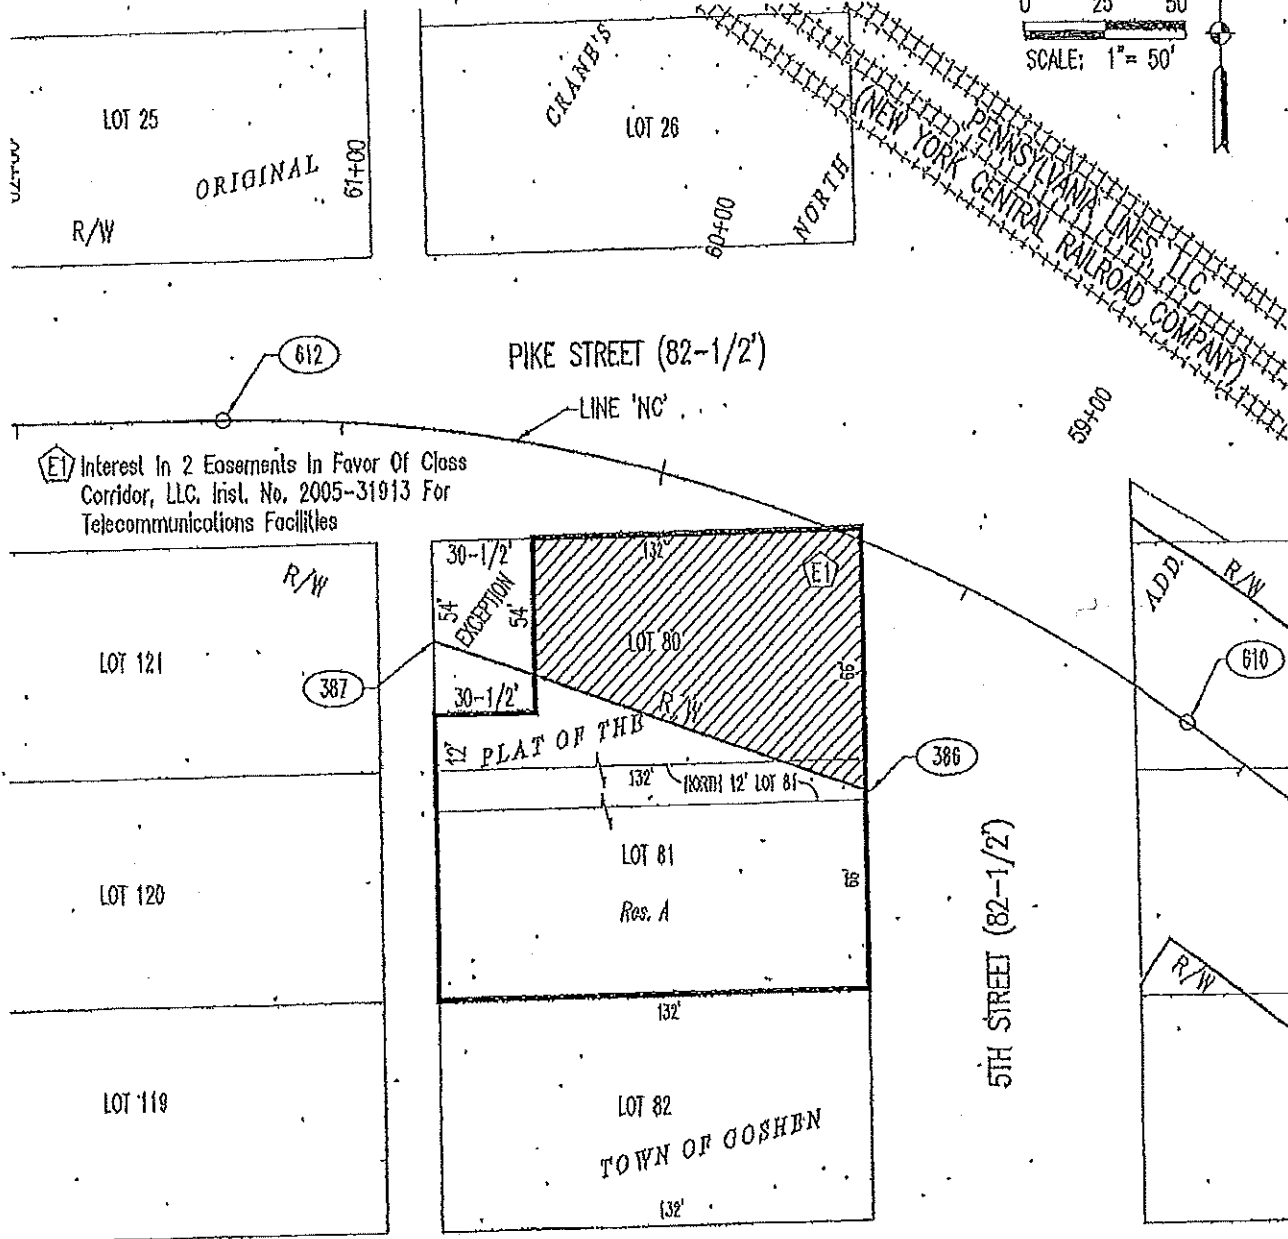 0 25 50
SCALE: 1"= 50'
LOT 25
ORIGINAL
R/W
61+00
CRANE'S
LOT 26
60+00
NORTH
PENNSYLVANIA LINES, LLC
(NEW YORK CENTRAL RAILROAD COMPANY)
59+00
612
PIKE STREET (82-1/2')
LINE 'NC'
E1 Interest In 2 Easements In Favor Of Class
Corridor, LLC. Inst. No. 2005-31913 For
Telecommunications Facilities
R/W
LOT 121
387
30-1/2'
54'
EXCEPTION
54'
30-1/2'
12'
132'
E1
LOT 80
66'
R/W
PLAT OF THE
132'
NORTH 12' LOT 81
386
ADD.
R/W
610
LOT 120
LOT 81
Res. A
66'
132'
5TH STREET (82-1/2')
R/W
LOT 119
LOT 82
TOWN OF GOSHEN
132'